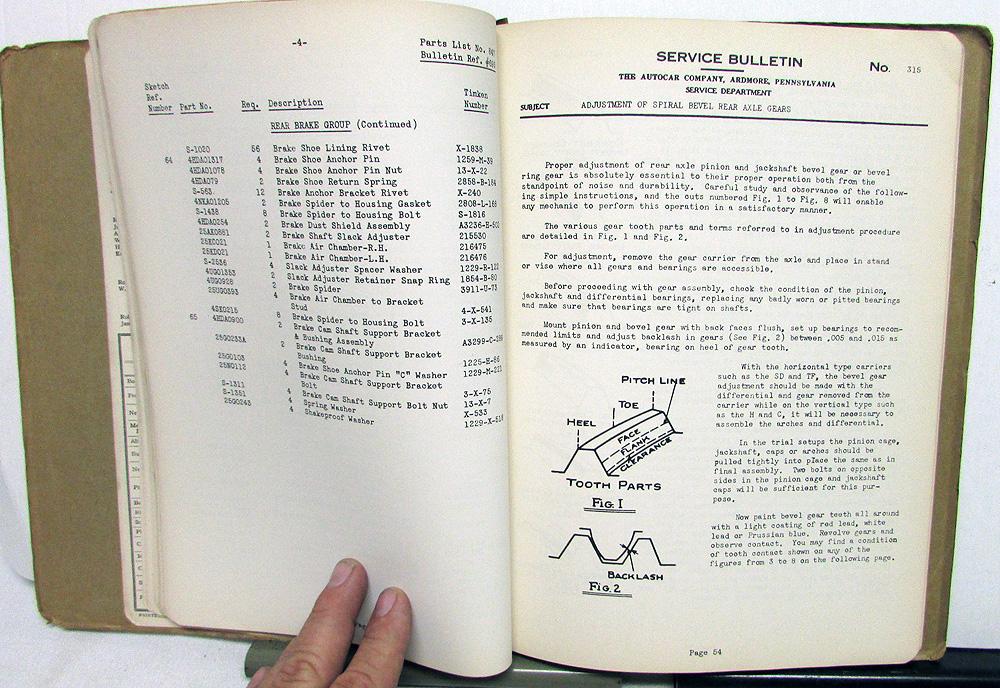 -4-
Parts List No.
Bulletin Ref.
Sketch
Ref. Timken
Number Part No. Req. Description Number
REAR BRAKE GROUP (Continued)
S-1020 56 Brake Shoe Lining Rivet X-1838
64 4HDA01317 4 Brake Shoe Anchor Pin 1259-M-39
4HDA01078 4 Brake Shoe Anchor Pin Nut 13-X-22
4HDA079 2 Brake Shoe Return Spring 2858-B-184
S-563 12 Anchor Bracket Rivet X-240
4NKA01205 2 Brake Spider to Housing Gasket 2808-L-168
S-1438 8 Brake Spider to Housing Bolt S-1816
4HDA0254 2 Brake Dust Shield Assembly
25AK0881 2 Brake Shaft Slack Adjuster 215530
25KD021 1 Brake Air Chamber-R.H. 216475
25KD021 1 Brake Air Chamber-L.H. 216476
S-2536 4 Slack Adjuster Spacer Washer 1229-R-122
4UG01353 2 Slack Adjuster Retainer Snap Ring 1854-B-80
4UG0928 2 Brake Spider 3911-U-73
25UG0393 4 Brake Air Chamber to Bracket
Stud 4-X-541
4SK0215 8 Brake Spider to Housing Bolt 3-X-135
65 4HDA0900 2 Brake Cam Shaft Support Bracket
& Bushing Assembly
25GG0233A 2 Brake Cam Shaft Support Bracket
Bushing 1225-H-86
25GG103 4 Brake Shoe Anchor Pin "C" Washer 1229-M-221
25NG112 4 Brake Cam Shaft Support Bracket
Bolt 3-X-75
S-1311 4 Brake Cam Shaft Support Bolt Nut 13-X-7
S-1351 4 Spring Washer X-533
25GG243 4 Shakeproof Washer
SERVICE BULLETIN No. 315
THE AUTOCAR COMPANY, ARDMORE, PENNSYLVANIA
SERVICE DEPARTMENT
SUBJECT ADJUSTMENT OF SPIRAL BEVEL REAR AXLE GEARS
Proper adjustment of rear axle pinion and jackshaft bevel gear or bevel
ring gear is absolutely essential to their proper operation both from the
standpoint of noise and durability. Careful study and observance of the follow-
ing simple instructions, and the cuts numbered Fig. 1 to Fig. 8 will enable
any mechanic to perform this operation in a satisfactory manner.
The various gear tooth parts and terms referred to in adjustment procedure
are detailed in Fig. 1 and Fig. 2.
For adjustment, remove the gear carrier from the axle and place in stand
or vise where all gears and bearings are accessible.
Before proceeding with gear assembly, check the condition of the pinion,
jackshaft and differential bearings, replacing any badly worn or pitted bearings
and make sure that bearings are tight on shafts.
Mount pinion and bevel gear with back faces flush, set up bearings to recom-
mended limits and adjust backlash in gears (See Fig. 2) between .005 and .015 as
measured by an indicator, bearing on heel of gear tooth.
With the horizontal type carriers
such as the SD and TF, the bevel gear
adjustment should be made with the
differential and gear removed from the
carrier while on the vertical type such
as the H and C, it will be necessary to
assemble the arches and differential.
In the trial setups the pinion cage,
jackshaft, caps or arches should be
pulled tightly into place the same as in
final assembly. Two bolts on opposite
sides in the pinion cage and jackshaft
caps will be sufficient for this pur-
pose.
Now paint bevel gear teeth all around
with a light coating of red lead, white
lead or Prussian blue. Revolve gears and
observe contact. You may find a condition
of tooth contact shown on any of the
figures from 3 to 8 on the following page.
PITCH LINE
TOE
HEEL
FACE
FLANK
CLEARANCE
TOOTH PARTS
FIG. 1
BACKLASH
FIG. 2
Page 54